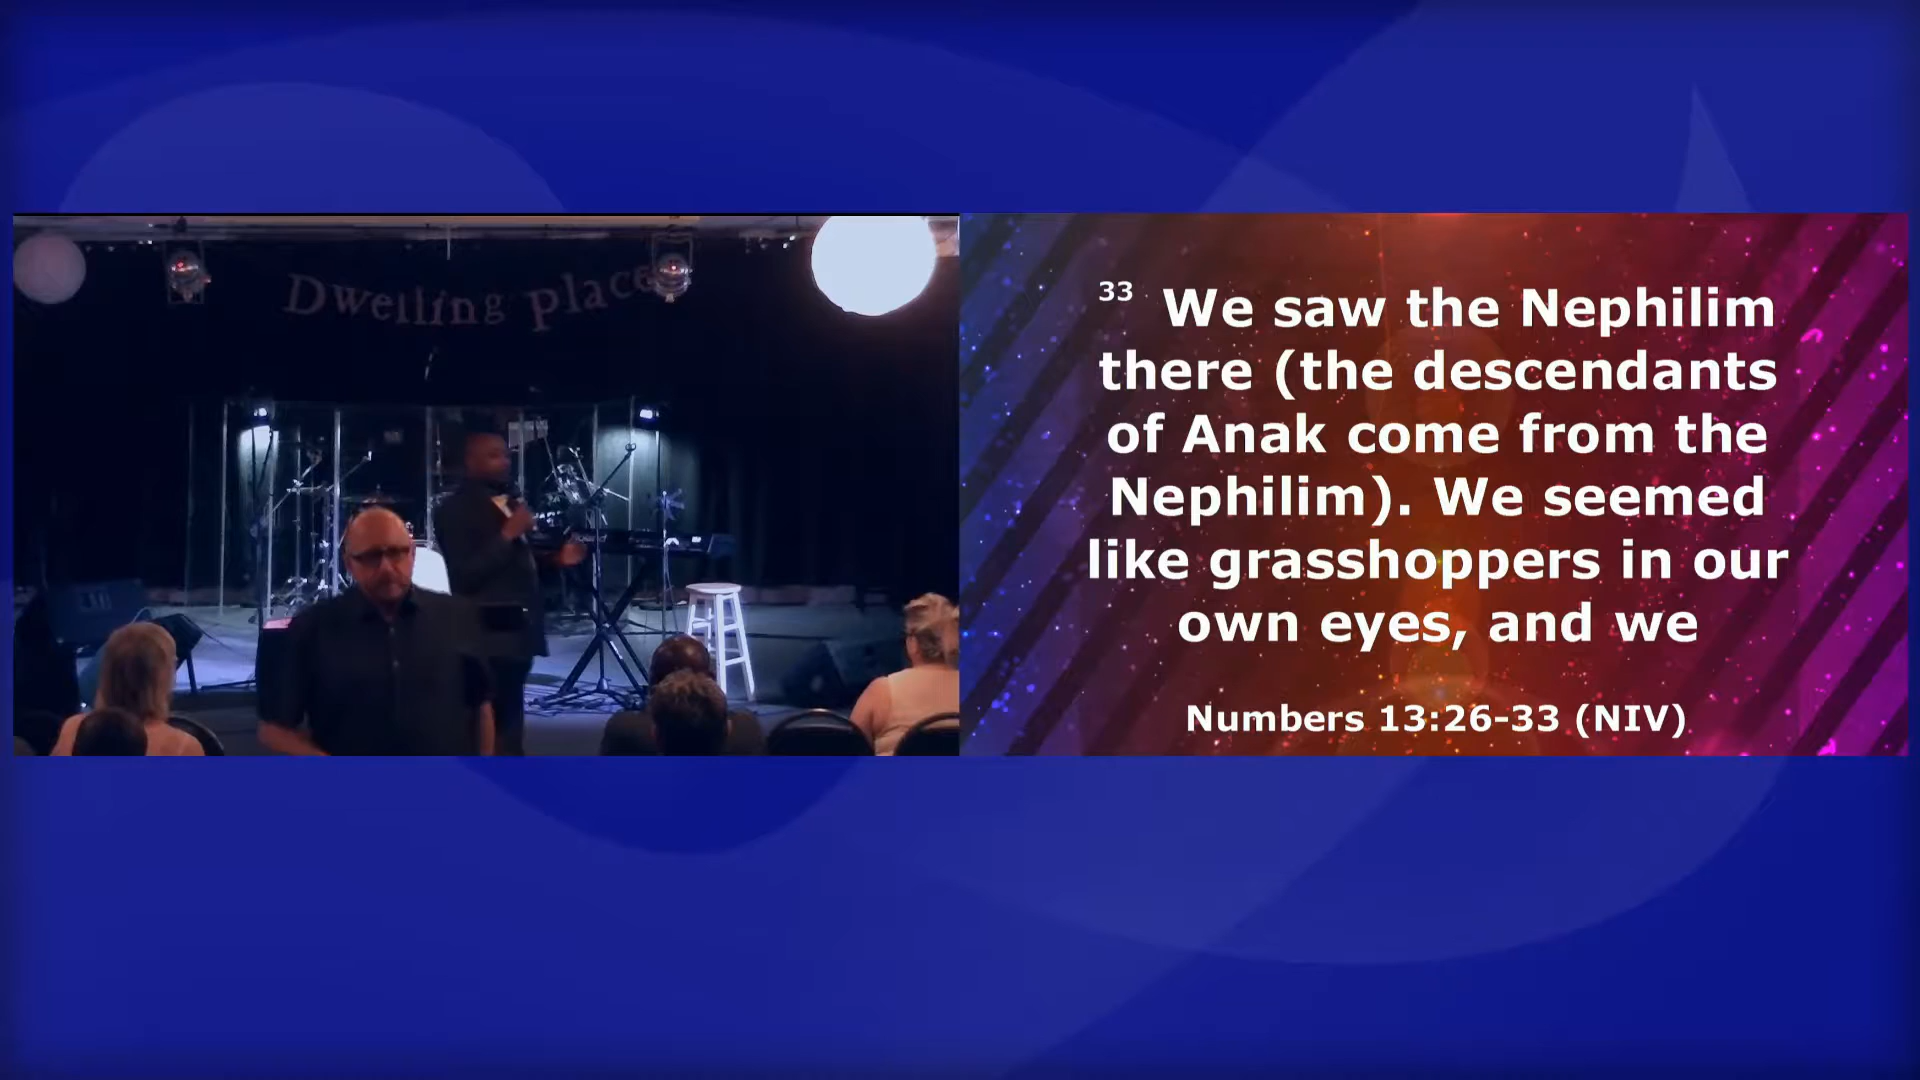 Dwelling place
33 We saw the Nephilim
there (the descendants
of Anak come from the
Nephilim). We seemed
like grasshoppers in our
own eyes, and we
Numbers 13:26-33 (NIV)